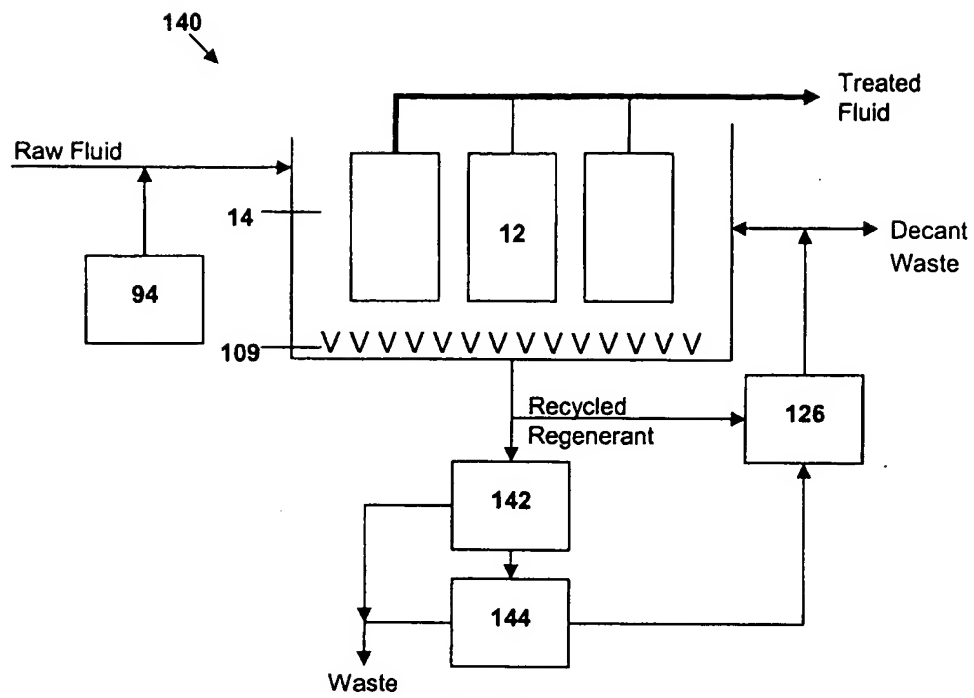 140
Treated
Fluid
Raw Fluid
14
12
Decant
Waste
94
109
Recycled
Regenerant
126
142
144
Waste